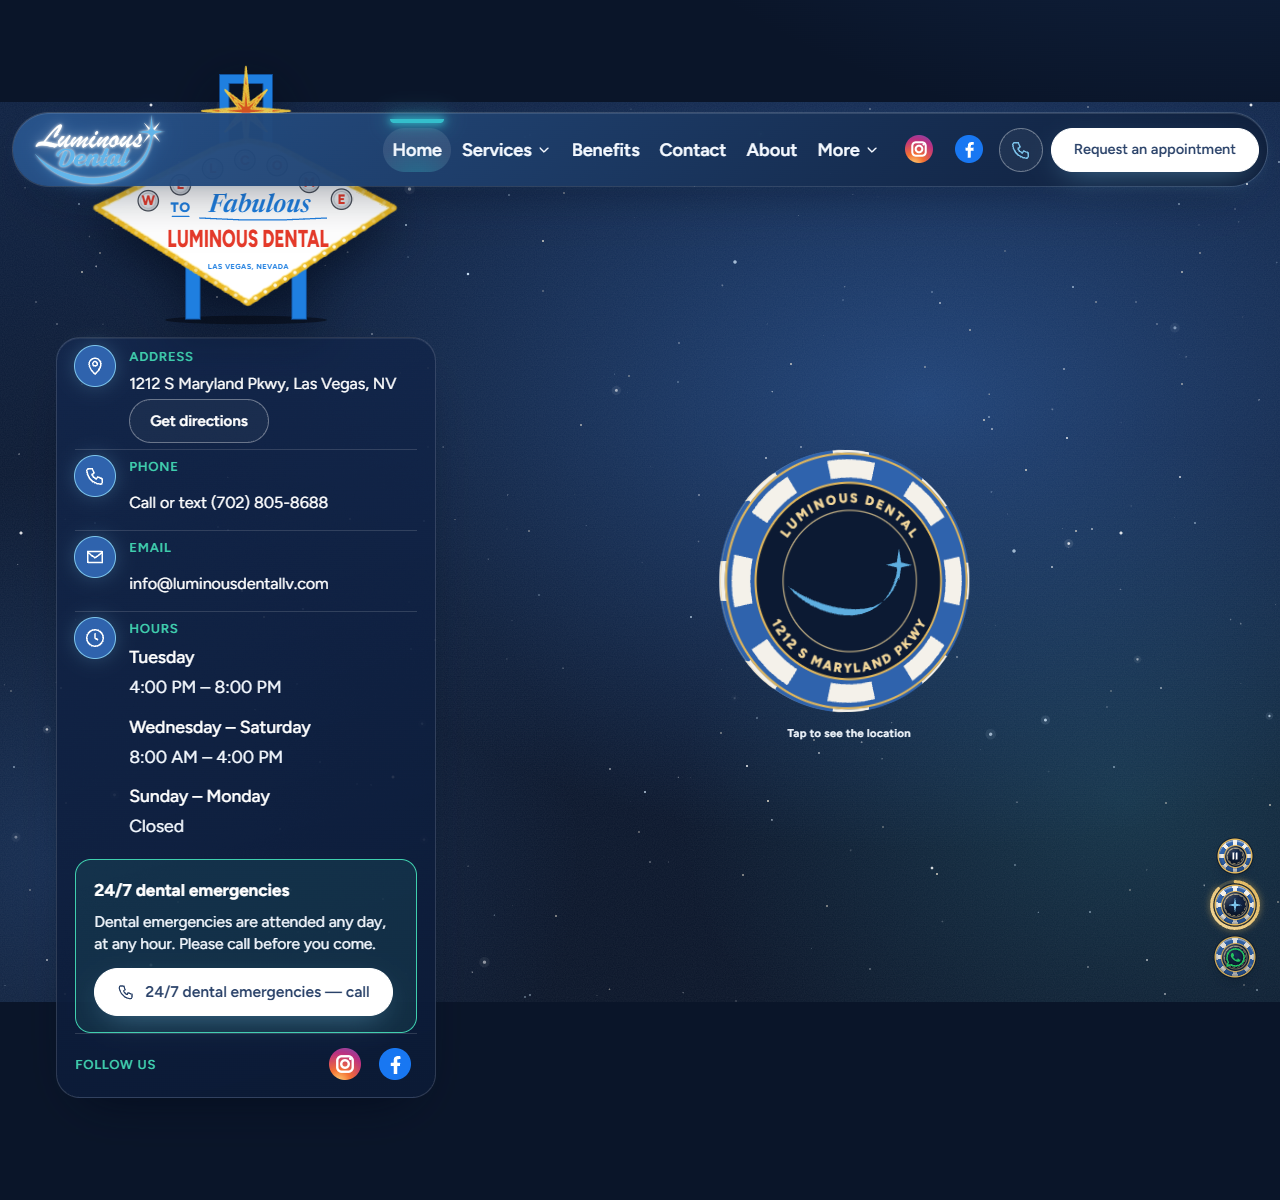 Luminous
Dental
Home
Services
Benefits
Contact
About
More
Request an appointment
W
E
E
TO
Fabulous
LUMINOUS DENTAL
LAS VEGAS, NEVADA
ADDRESS
1212 S Maryland Pkwy, Las Vegas, NV
Get directions
PHONE
Call or text (702) 805-8688
EMAIL
info@luminousdentallv.com
HOURS
Tuesday
4:00 PM – 8:00 PM
Wednesday – Saturday
8:00 AM – 4:00 PM
Sunday – Monday
Closed
24/7 dental emergencies
Dental emergencies are attended any day,
at any hour. Please call before you come.
24/7 dental emergencies — call
FOLLOW US
LUMINOUS DENTAL
1212 S MARYLAND PKWY
Tap to see the location